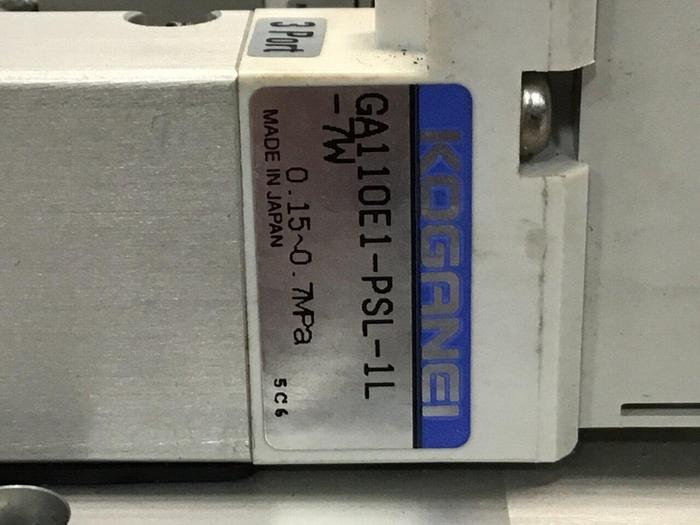 3 Port
KOGANEI
GA110E1-PSL-1L
-7W
0.15~0.7MPa
MADE IN JAPAN
5C6